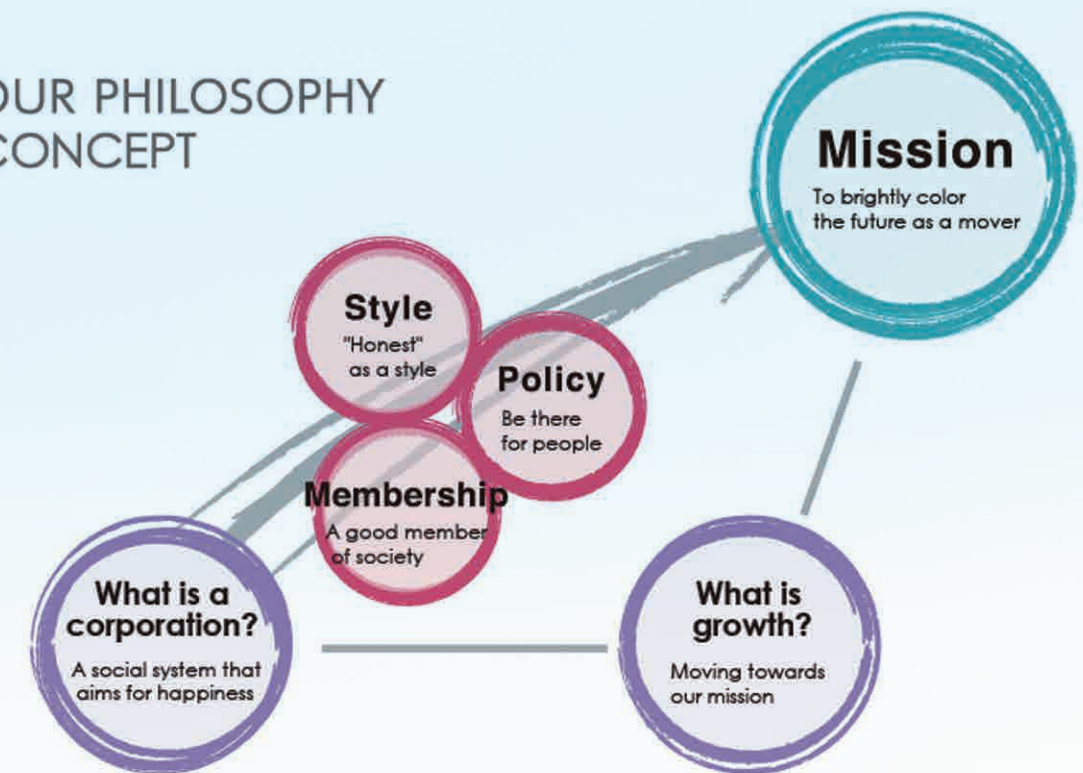 OUR PHILOSOPHY
CONCEPT
Mission
To brightly color
the future as a mover
Style
"Honest"
as a style
Policy
Be there
for people
Membership
A good member
of society
What is a
corporation?
A social system that
aims for happiness
What is
growth?
Moving towards
our mission